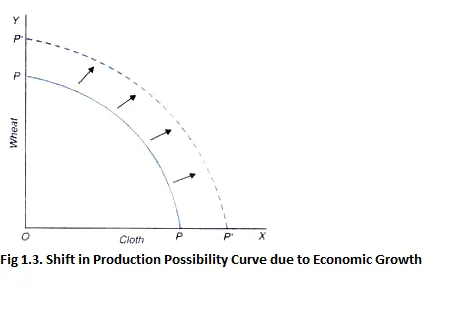 Y
P'
P
Wheat
O
Cloth
P
P'
X
Fig 1.3. Shift in Production Possibility Curve due to Economic Growth